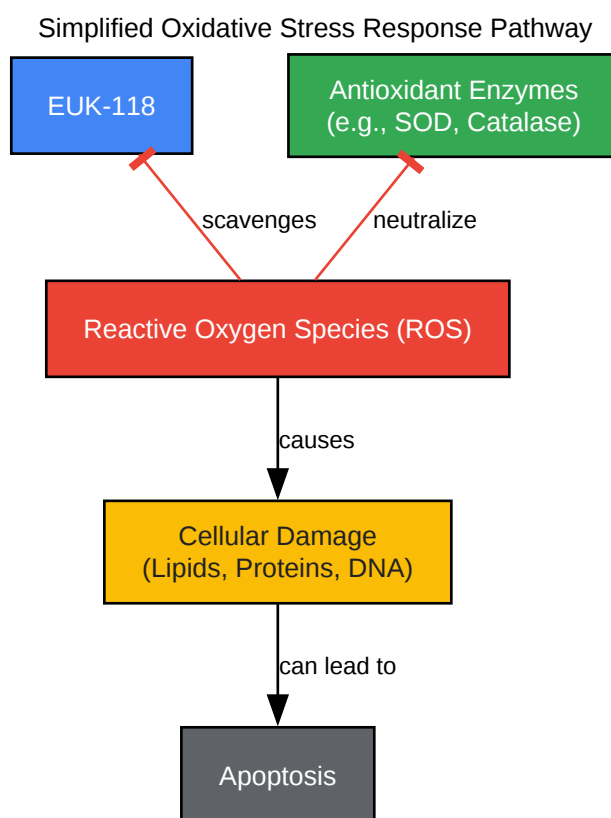 Simplified Oxidative Stress Response Pathway
EUK-118
Antioxidant Enzymes
(e.g., SOD, Catalase)
scavenges
neutralize
Reactive Oxygen Species (ROS)
causes
Cellular Damage
(Lipids, Proteins, DNA)
can lead to
Apoptosis